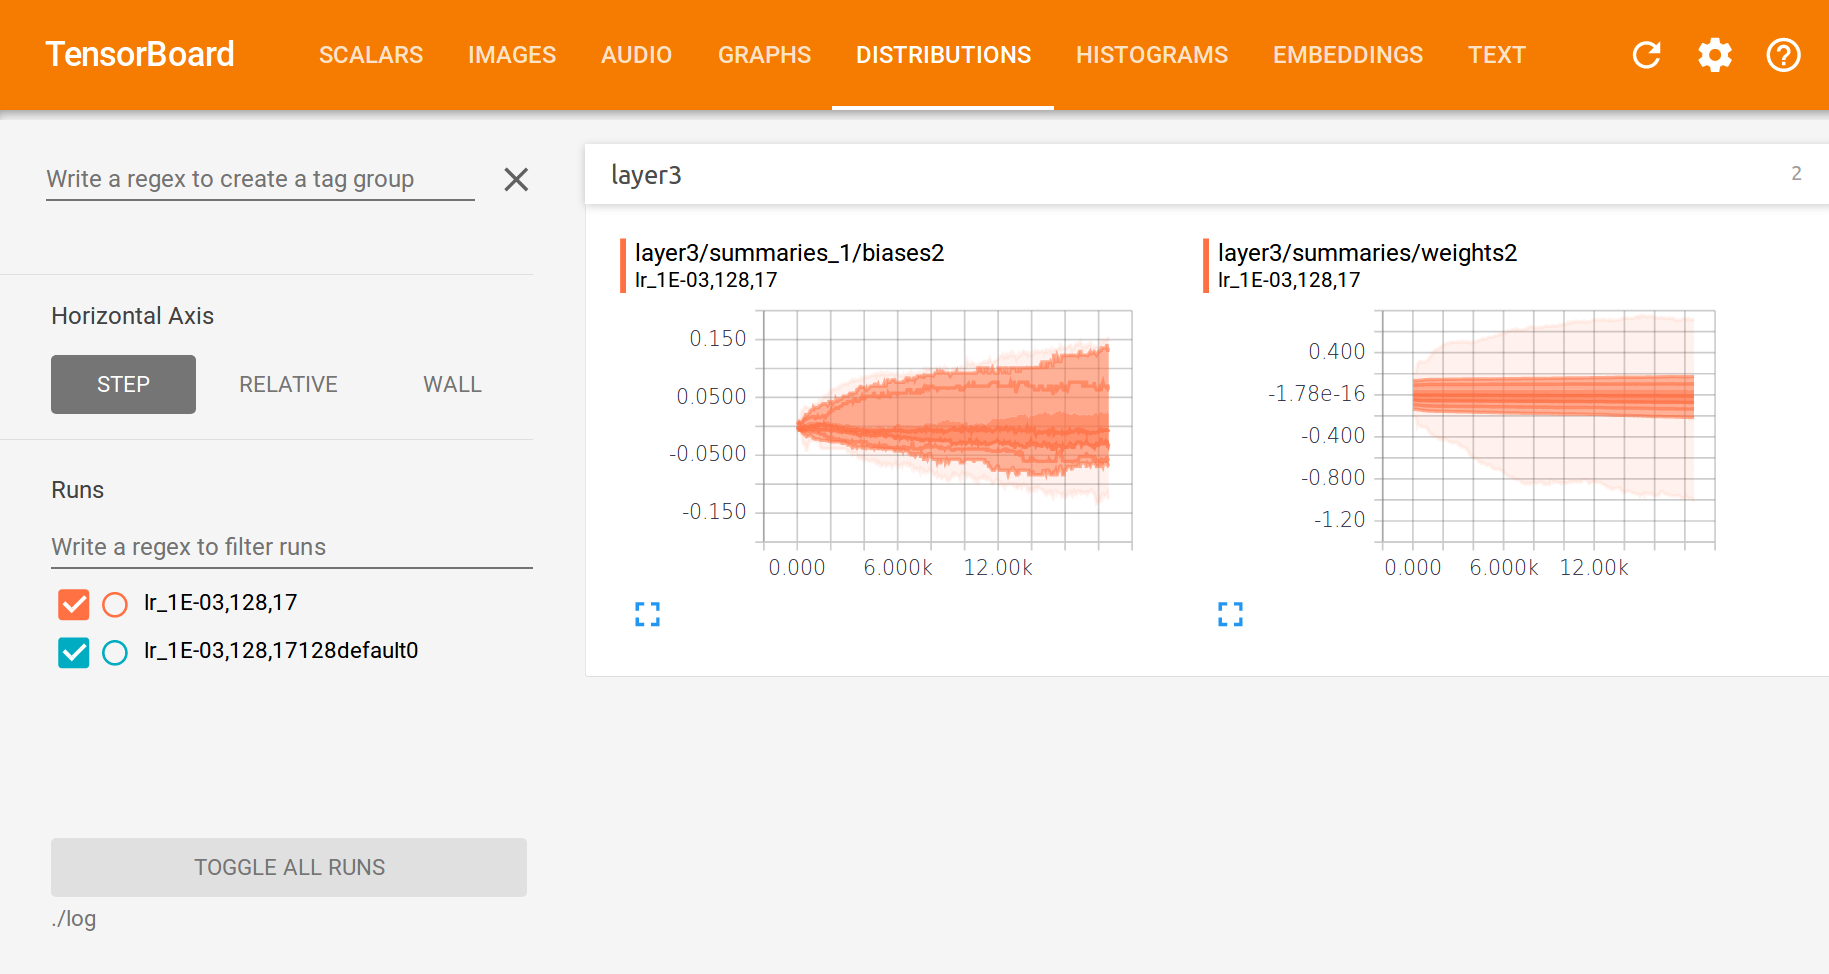 TensorBoard SCALARS IMAGES AUDIO GRAPHS DISTRIBUTIONS HISTOGRAMS EMBEDDINGS TEXT
Write a regex to create a tag group
Horizontal Axis
STEP RELATIVE WALL
Runs
Write a regex to filter runs
lr_1E-03,128,17
lr_1E-03,128,17128default0
TOGGLE ALL RUNS
./log
layer3 2
layer3/summaries_1/biases2
lr_1E-03,128,17
0.150
0.0500
-0.0500
-0.150
0.000 6.000k 12.00k
layer3/summaries/weights2
lr_1E-03,128,17
0.400
-1.78e-16
-0.400
-0.800
-1.20
0.000 6.000k 12.00k